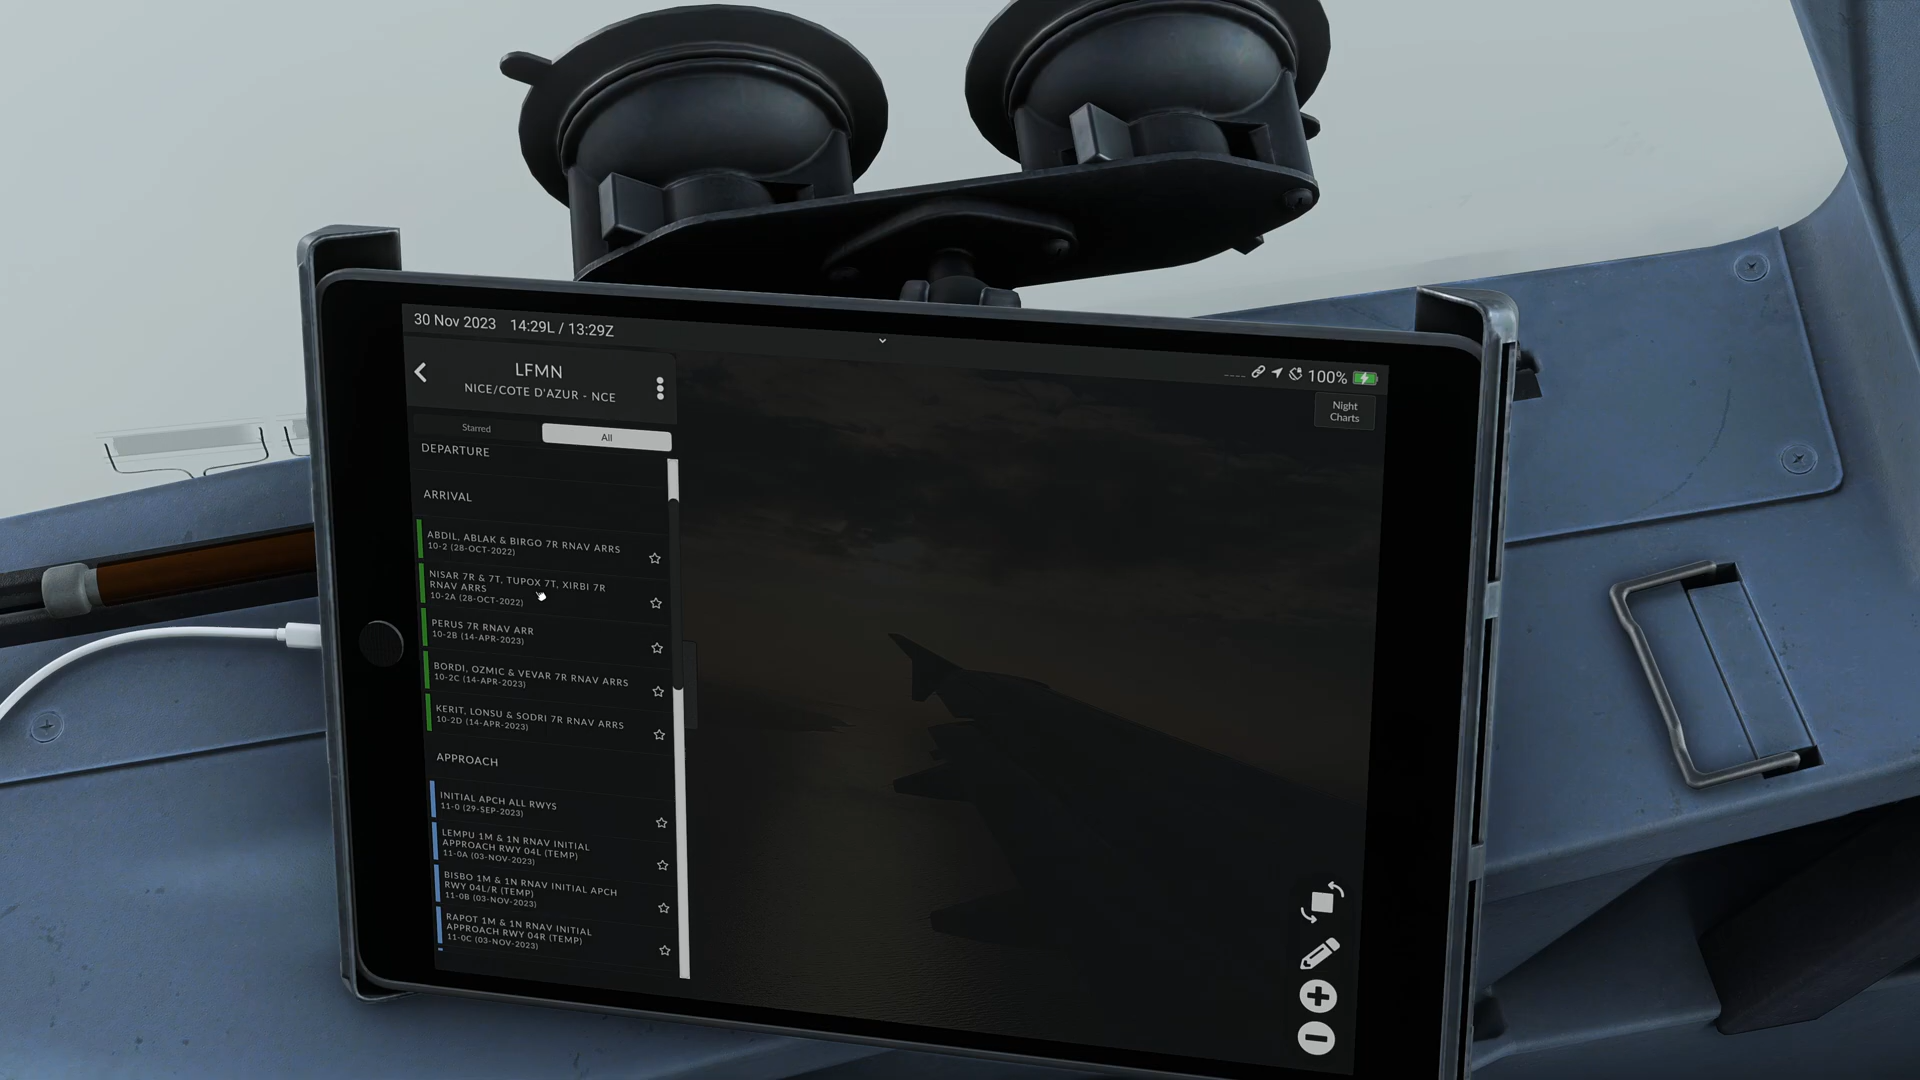 30 Nov 2023 14:29L / 13:29Z
100%
LFMN
NICE/COTE D'AZUR - NCE
Night
Charts
Starred
All
DEPARTURE
ARRIVAL
ABDIL, ABLAK & BIRGO 7R RNAV ARRS
10-2 (28-OCT-2022)
NISAR 7R & 7T, TUPOX 7T, XIRBI 7R
RNAV ARRS
10-2A (28-OCT-2022)
PERUS 7R RNAV ARR
10-2B (14-APR-2023)
BORDI, OZMIC & VEVAR 7R RNAV ARRS
10-2C (14-APR-2023)
KERIT, LONSU & SODRI 7R RNAV ARRS
10-2D (14-APR-2023)
APPROACH
INITIAL APCH ALL RWYS
11-0 (29-SEP-2023)
LEMPU 1M & 1N RNAV INITIAL
APPROACH RWY 04L (TEMP)
11-0A (03-NOV-2023)
BISBO 1M & 1N RNAV INITIAL APCH
RWY 04L/R (TEMP)
11-0B (03-NOV-2023)
RAPOT 1M & 1N RNAV INITIAL
APPROACH RWY 04R (TEMP)
11-0C (03-NOV-2023)